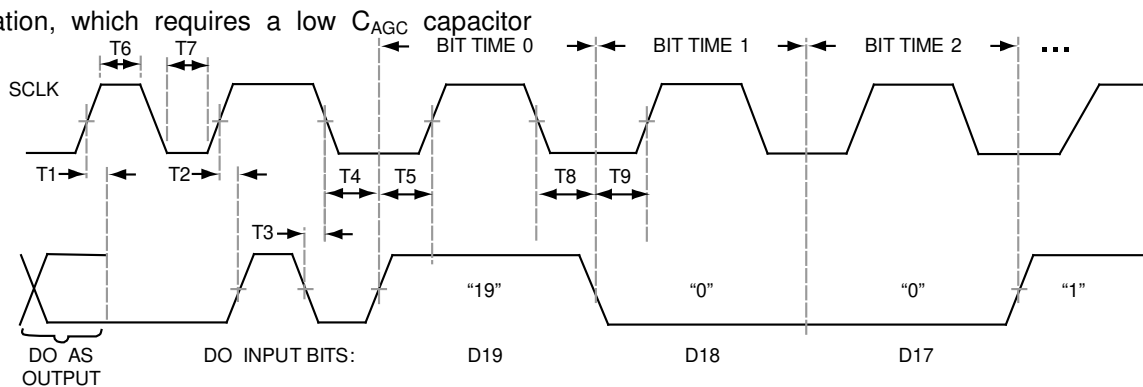 ation, which requires a low CAGC capacitor
T6 T7 BIT TIME 0 BIT TIME 1 BIT TIME 2 ...
SCLK
T1 T2 T4 T5 T8 T9
T3
“19” “0” “0” “1”
DO AS OUTPUT
DO INPUT BITS: D19 D18 D17